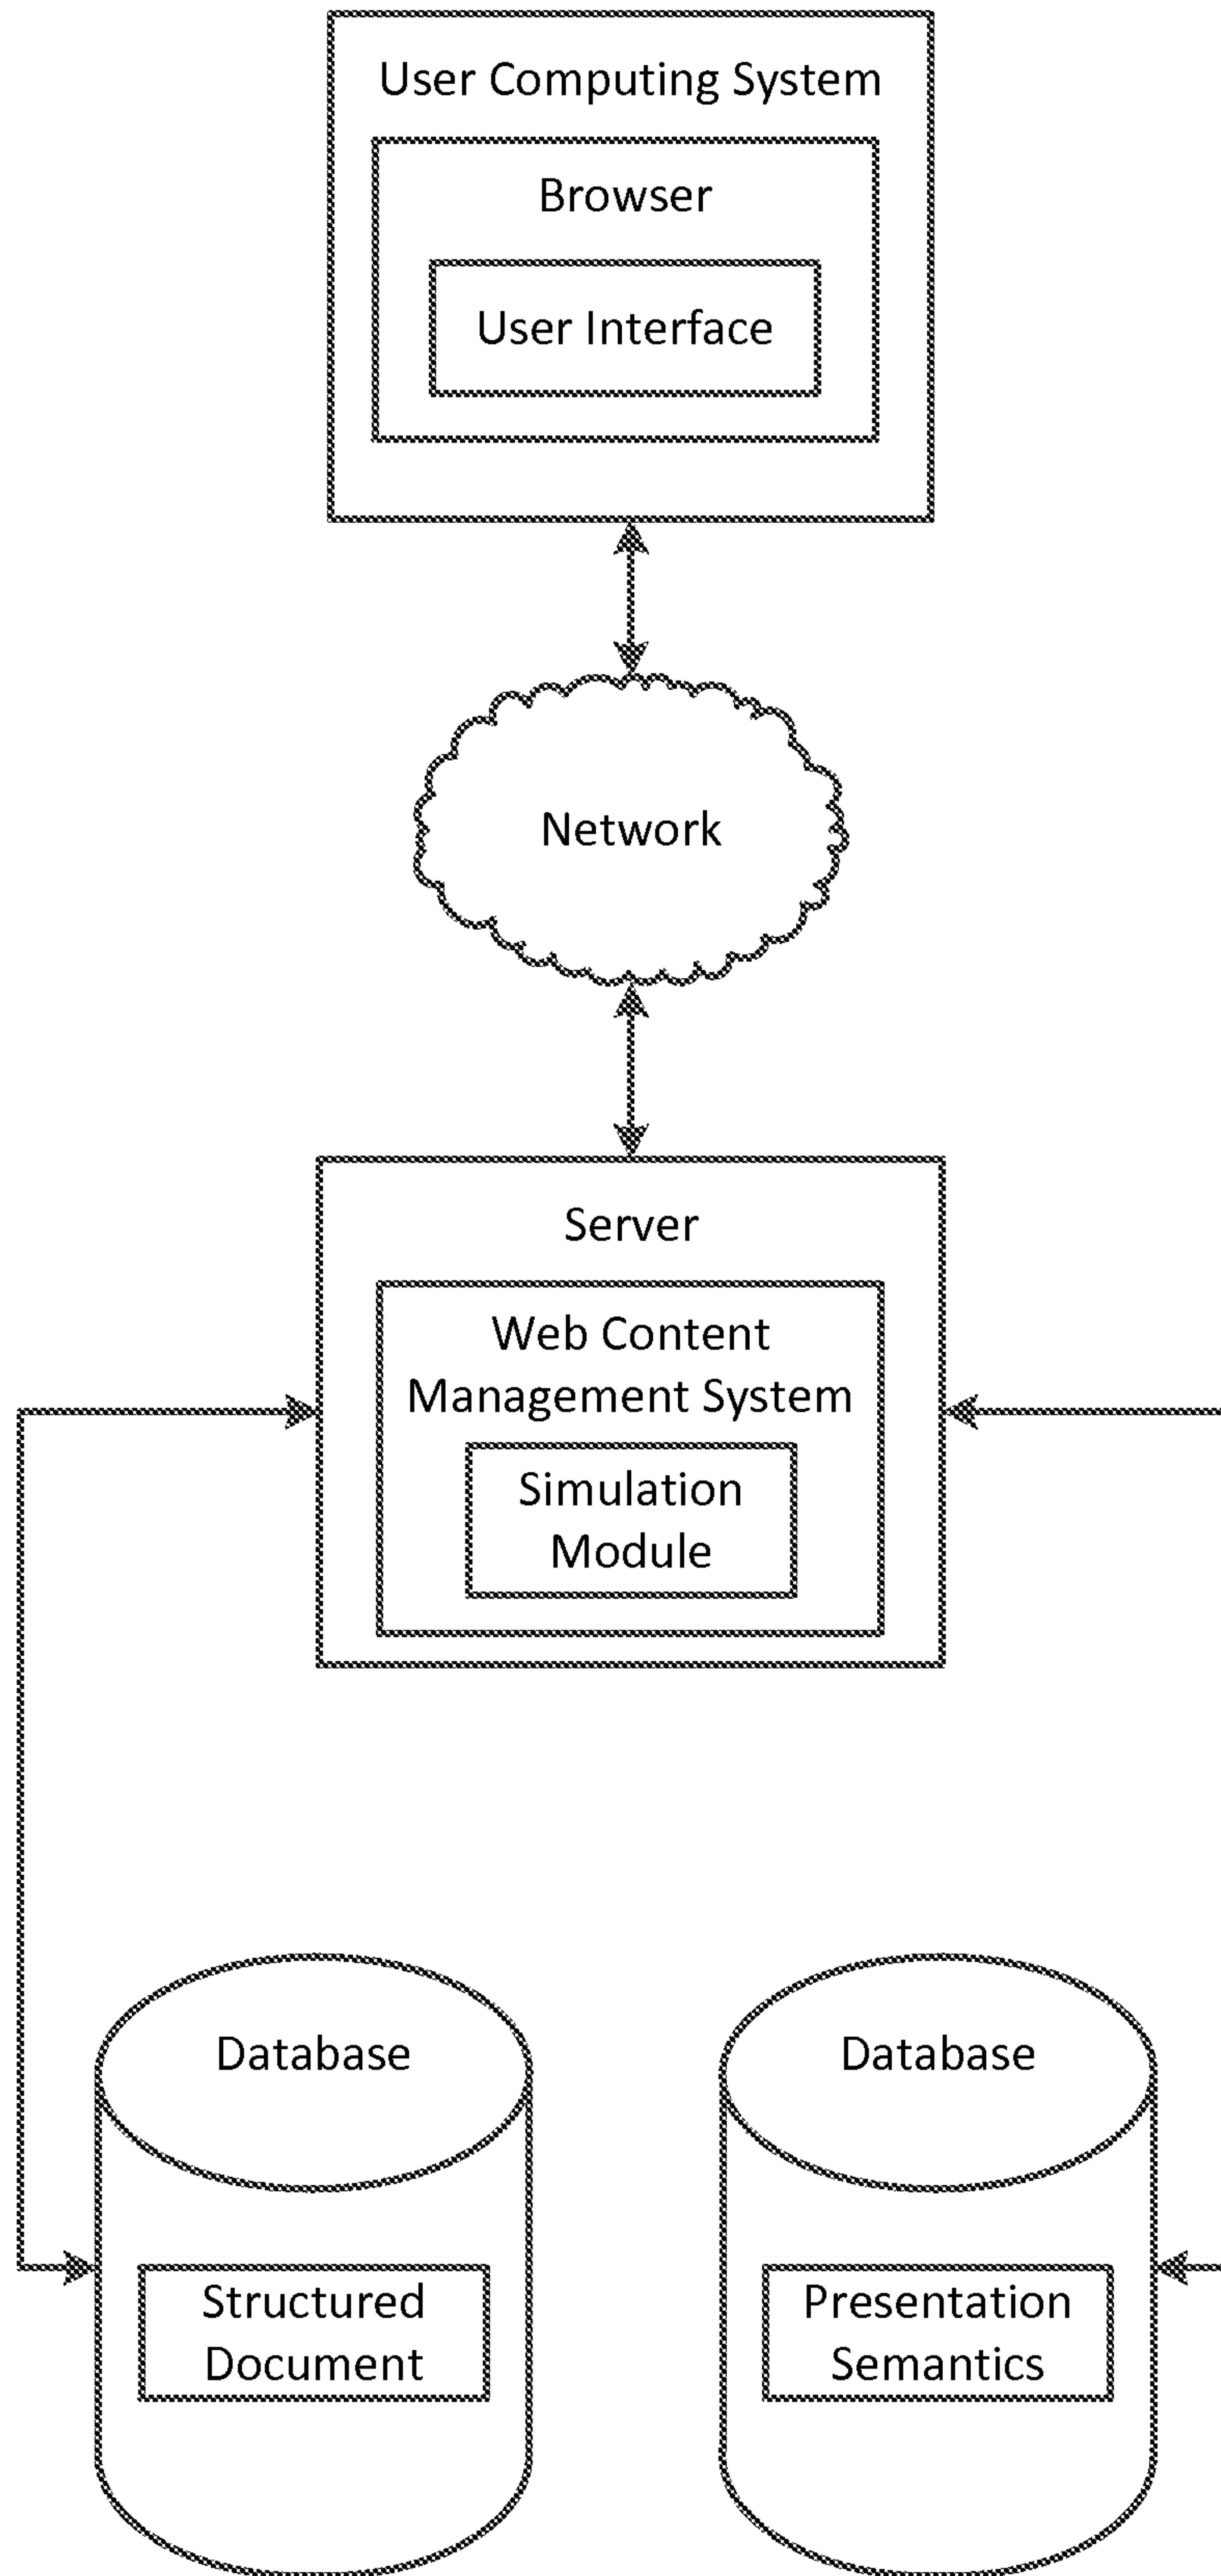 User Computing System
Browser
User Interface
Network
Server
Web Content
Management System
Simulation
Module
Database
Database
Structured
Document
Presentation
Semantics